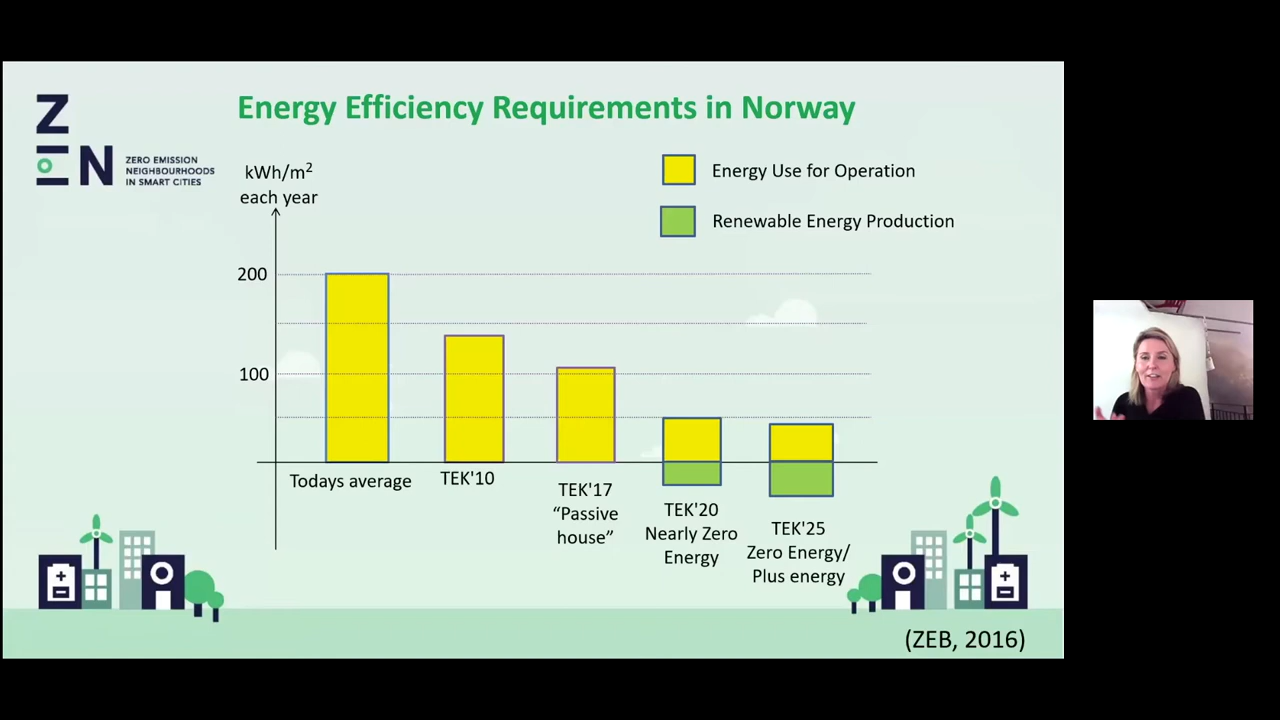 Energy Efficiency Requirements in Norway
Z
EN
ZERO EMISSION
NEIGHBOURHOODS
IN SMART CITIES
kWh/m²
each year
Energy Use for Operation
Renewable Energy Production
200
100
Todays average
TEK'10
TEK'17
“Passive
house”
TEK'20
Nearly Zero
Energy
TEK'25
Zero Energy/
Plus energy
(ZEB, 2016)